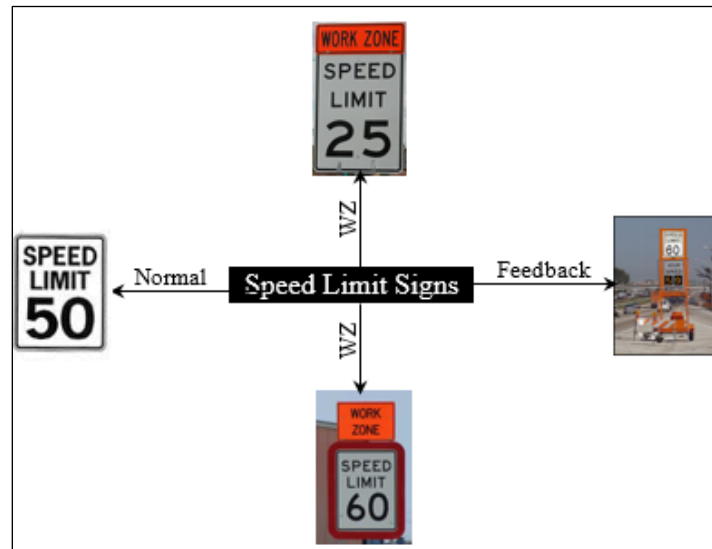 WORK ZONE
SPEED
LIMIT
25
WZ
SPEED
LIMIT
50
Normal
Speed Limit Signs
Feedback
60
WZ
WORK
ZONE
SPEED
LIMIT
60